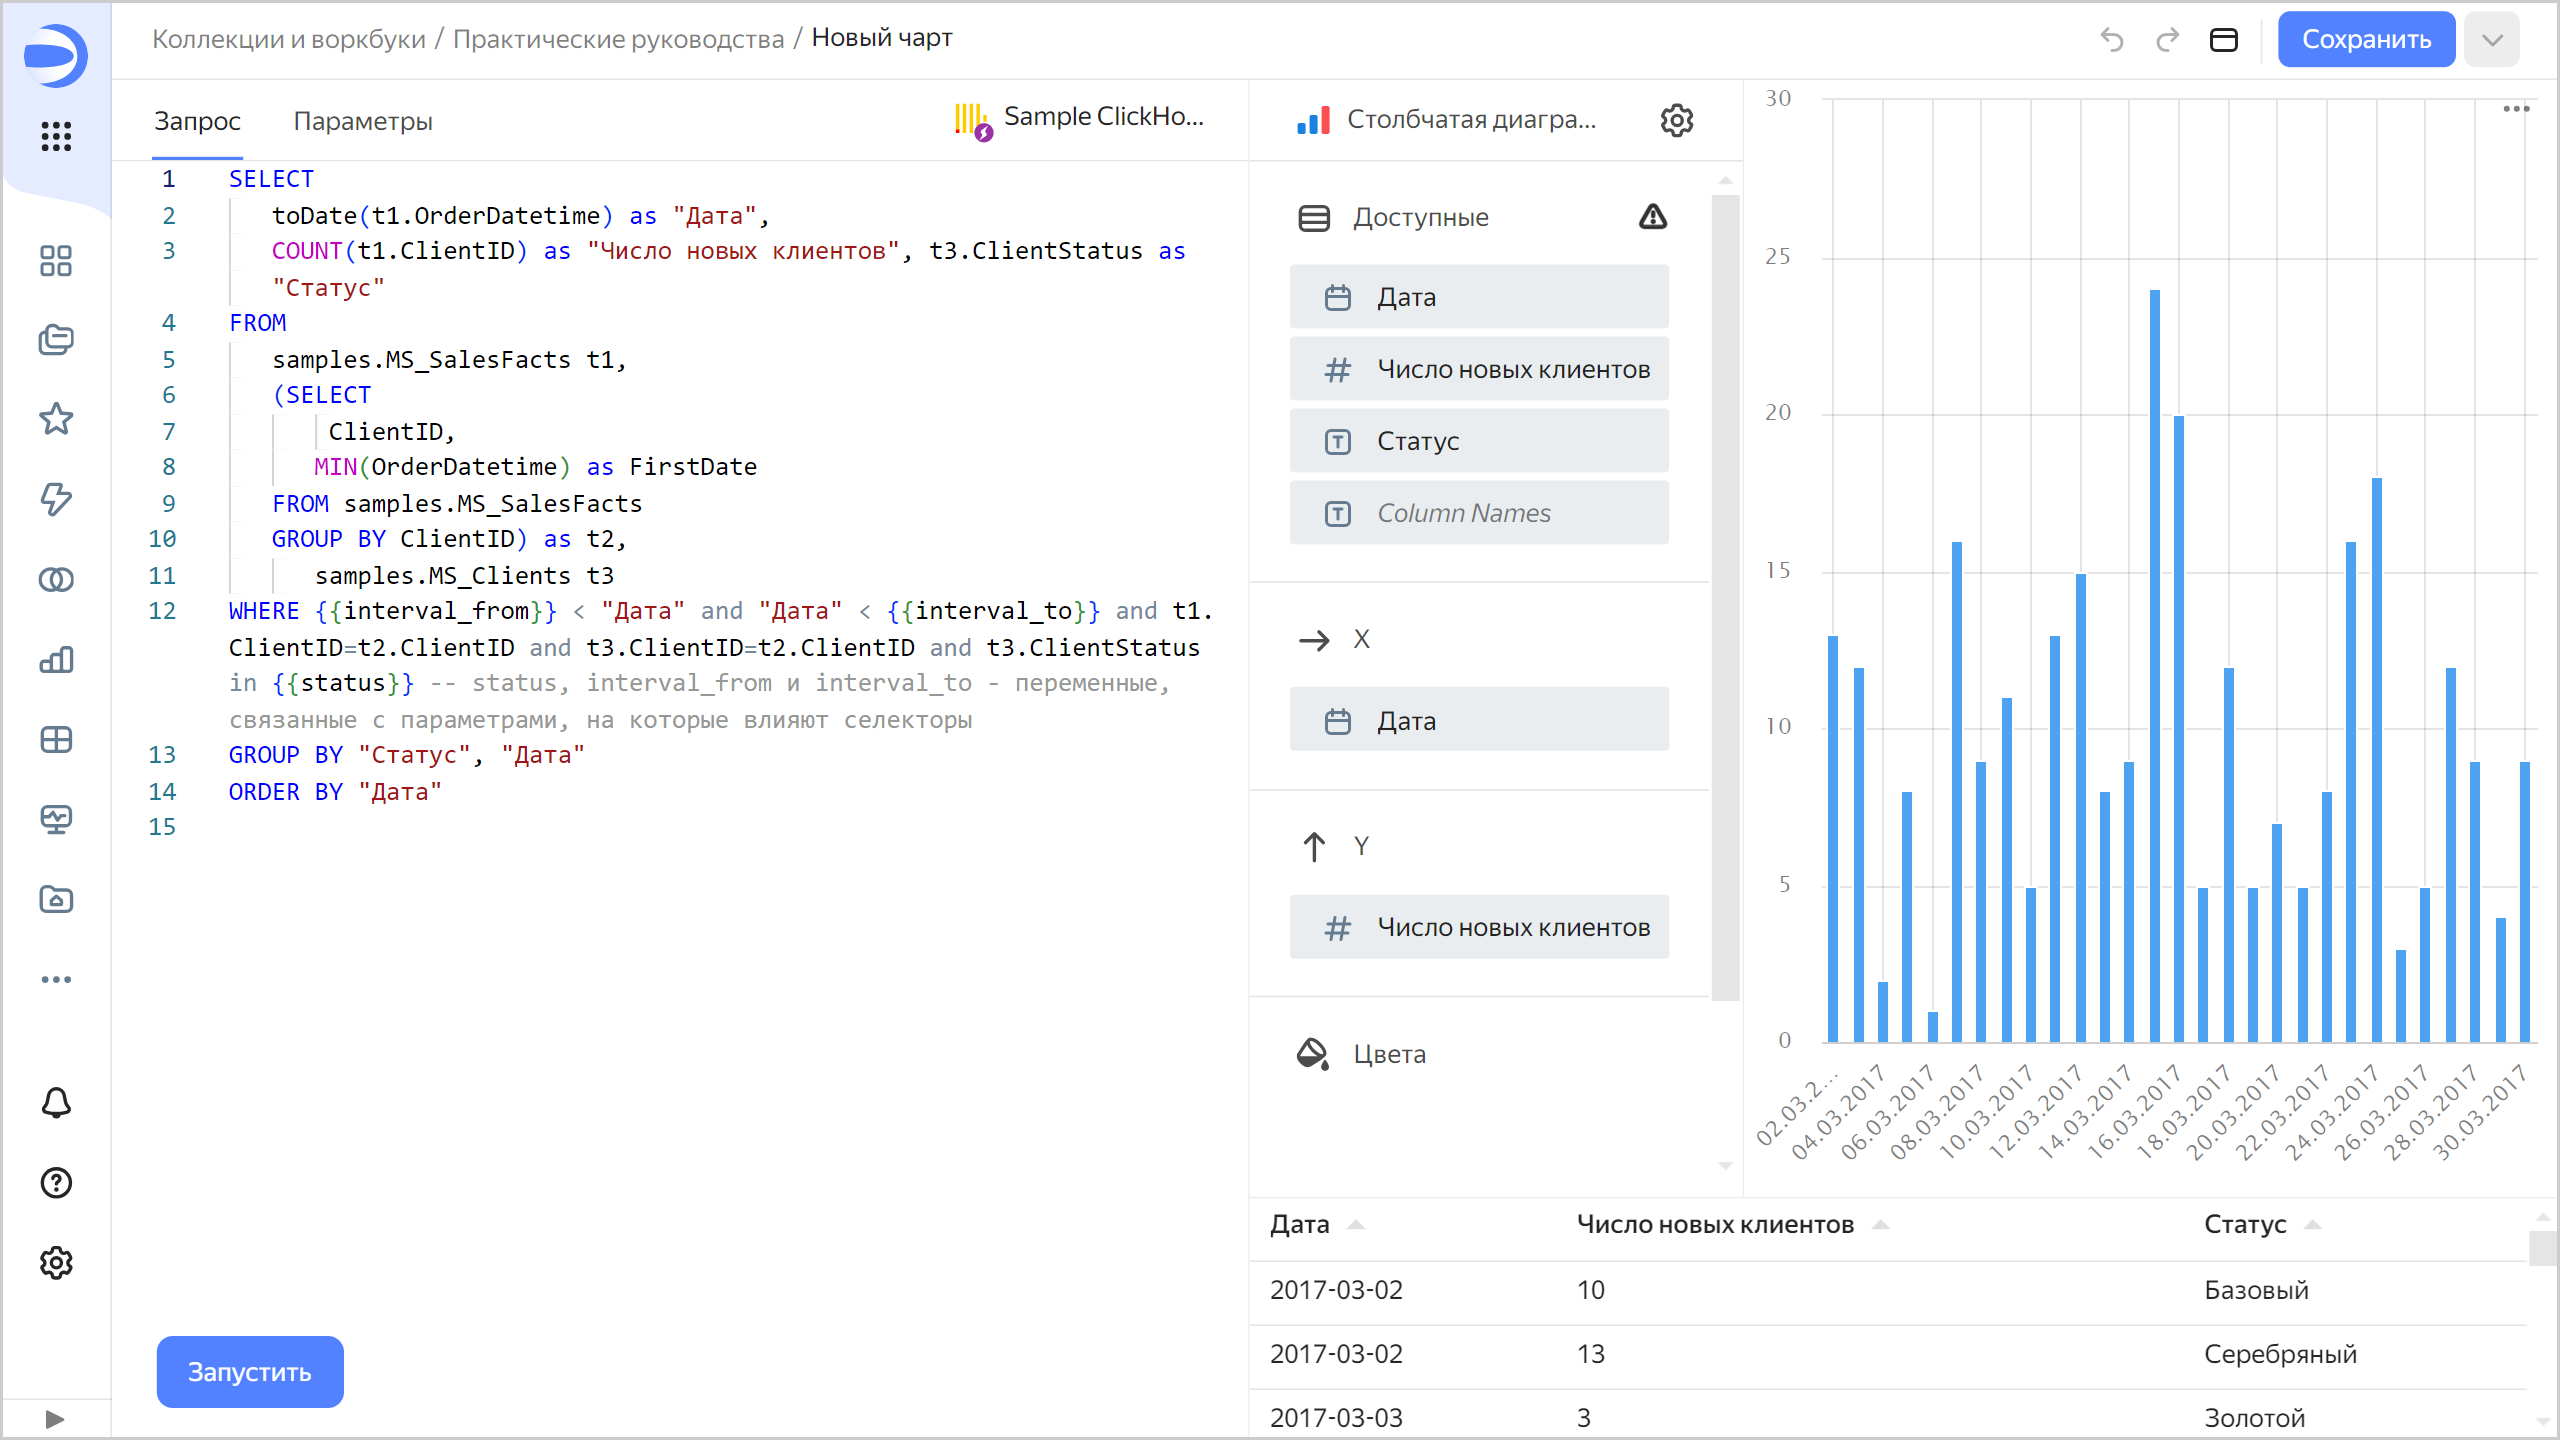 Коллекции и воркбуки / Практические руководства / Новый чарт
Сохранить
Запрос
Параметры
Sample ClickHo...
1 SELECT
2 toDate(t1.OrderDatetime) as "Дата",
3 COUNT(t1.ClientID) as "Число новых клиентов", t3.ClientStatus as
"Статус"
4 FROM
5 samples.MS_SalesFacts t1,
6 (SELECT
7 ClientID,
8 MIN(OrderDatetime) as FirstDate
9 FROM samples.MS_SalesFacts
10 GROUP BY ClientID) as t2,
11 samples.MS_Clients t3
12 WHERE {{interval_from}} < "Дата" and "Дата" < {{interval_to}} and t1.
ClientID=t2.ClientID and t3.ClientID=t2.ClientID and t3.ClientStatus
in {{status}} -- status, interval_from и interval_to - переменные,
связанные с параметрами, на которые влияют селекторы
13 GROUP BY "Статус", "Дата"
14 ORDER BY "Дата"
15
Запустить
Столбчатая диагра...
Доступные
Дата
Число новых клиентов
Статус
Column Names
X
Дата
Y
Число новых клиентов
Цвета
30
25
20
15
10
5
0
02.03.2...
04.03.2017
06.03.2017
08.03.2017
10.03.2017
12.03.2017
14.03.2017
16.03.2017
18.03.2017
20.03.2017
22.03.2017
24.03.2017
26.03.2017
28.03.2017
30.03.2017
Дата Число новых клиентов Статус
2017-03-02 10 Базовый
2017-03-02 13 Серебряный
2017-03-03 3 Золотой